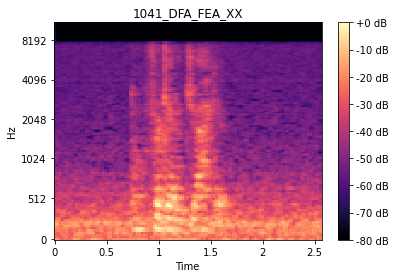 1041_DFA_FEA_XX
+0 dB
8192
-10 dB
4096
-20 dB
-30 dB
2048
Hz
-40 dB
1024
-50 dB
512
-60 dB
-70 dB
0
-80 dB
0 0.5 1 1.5 2 2.5
Time